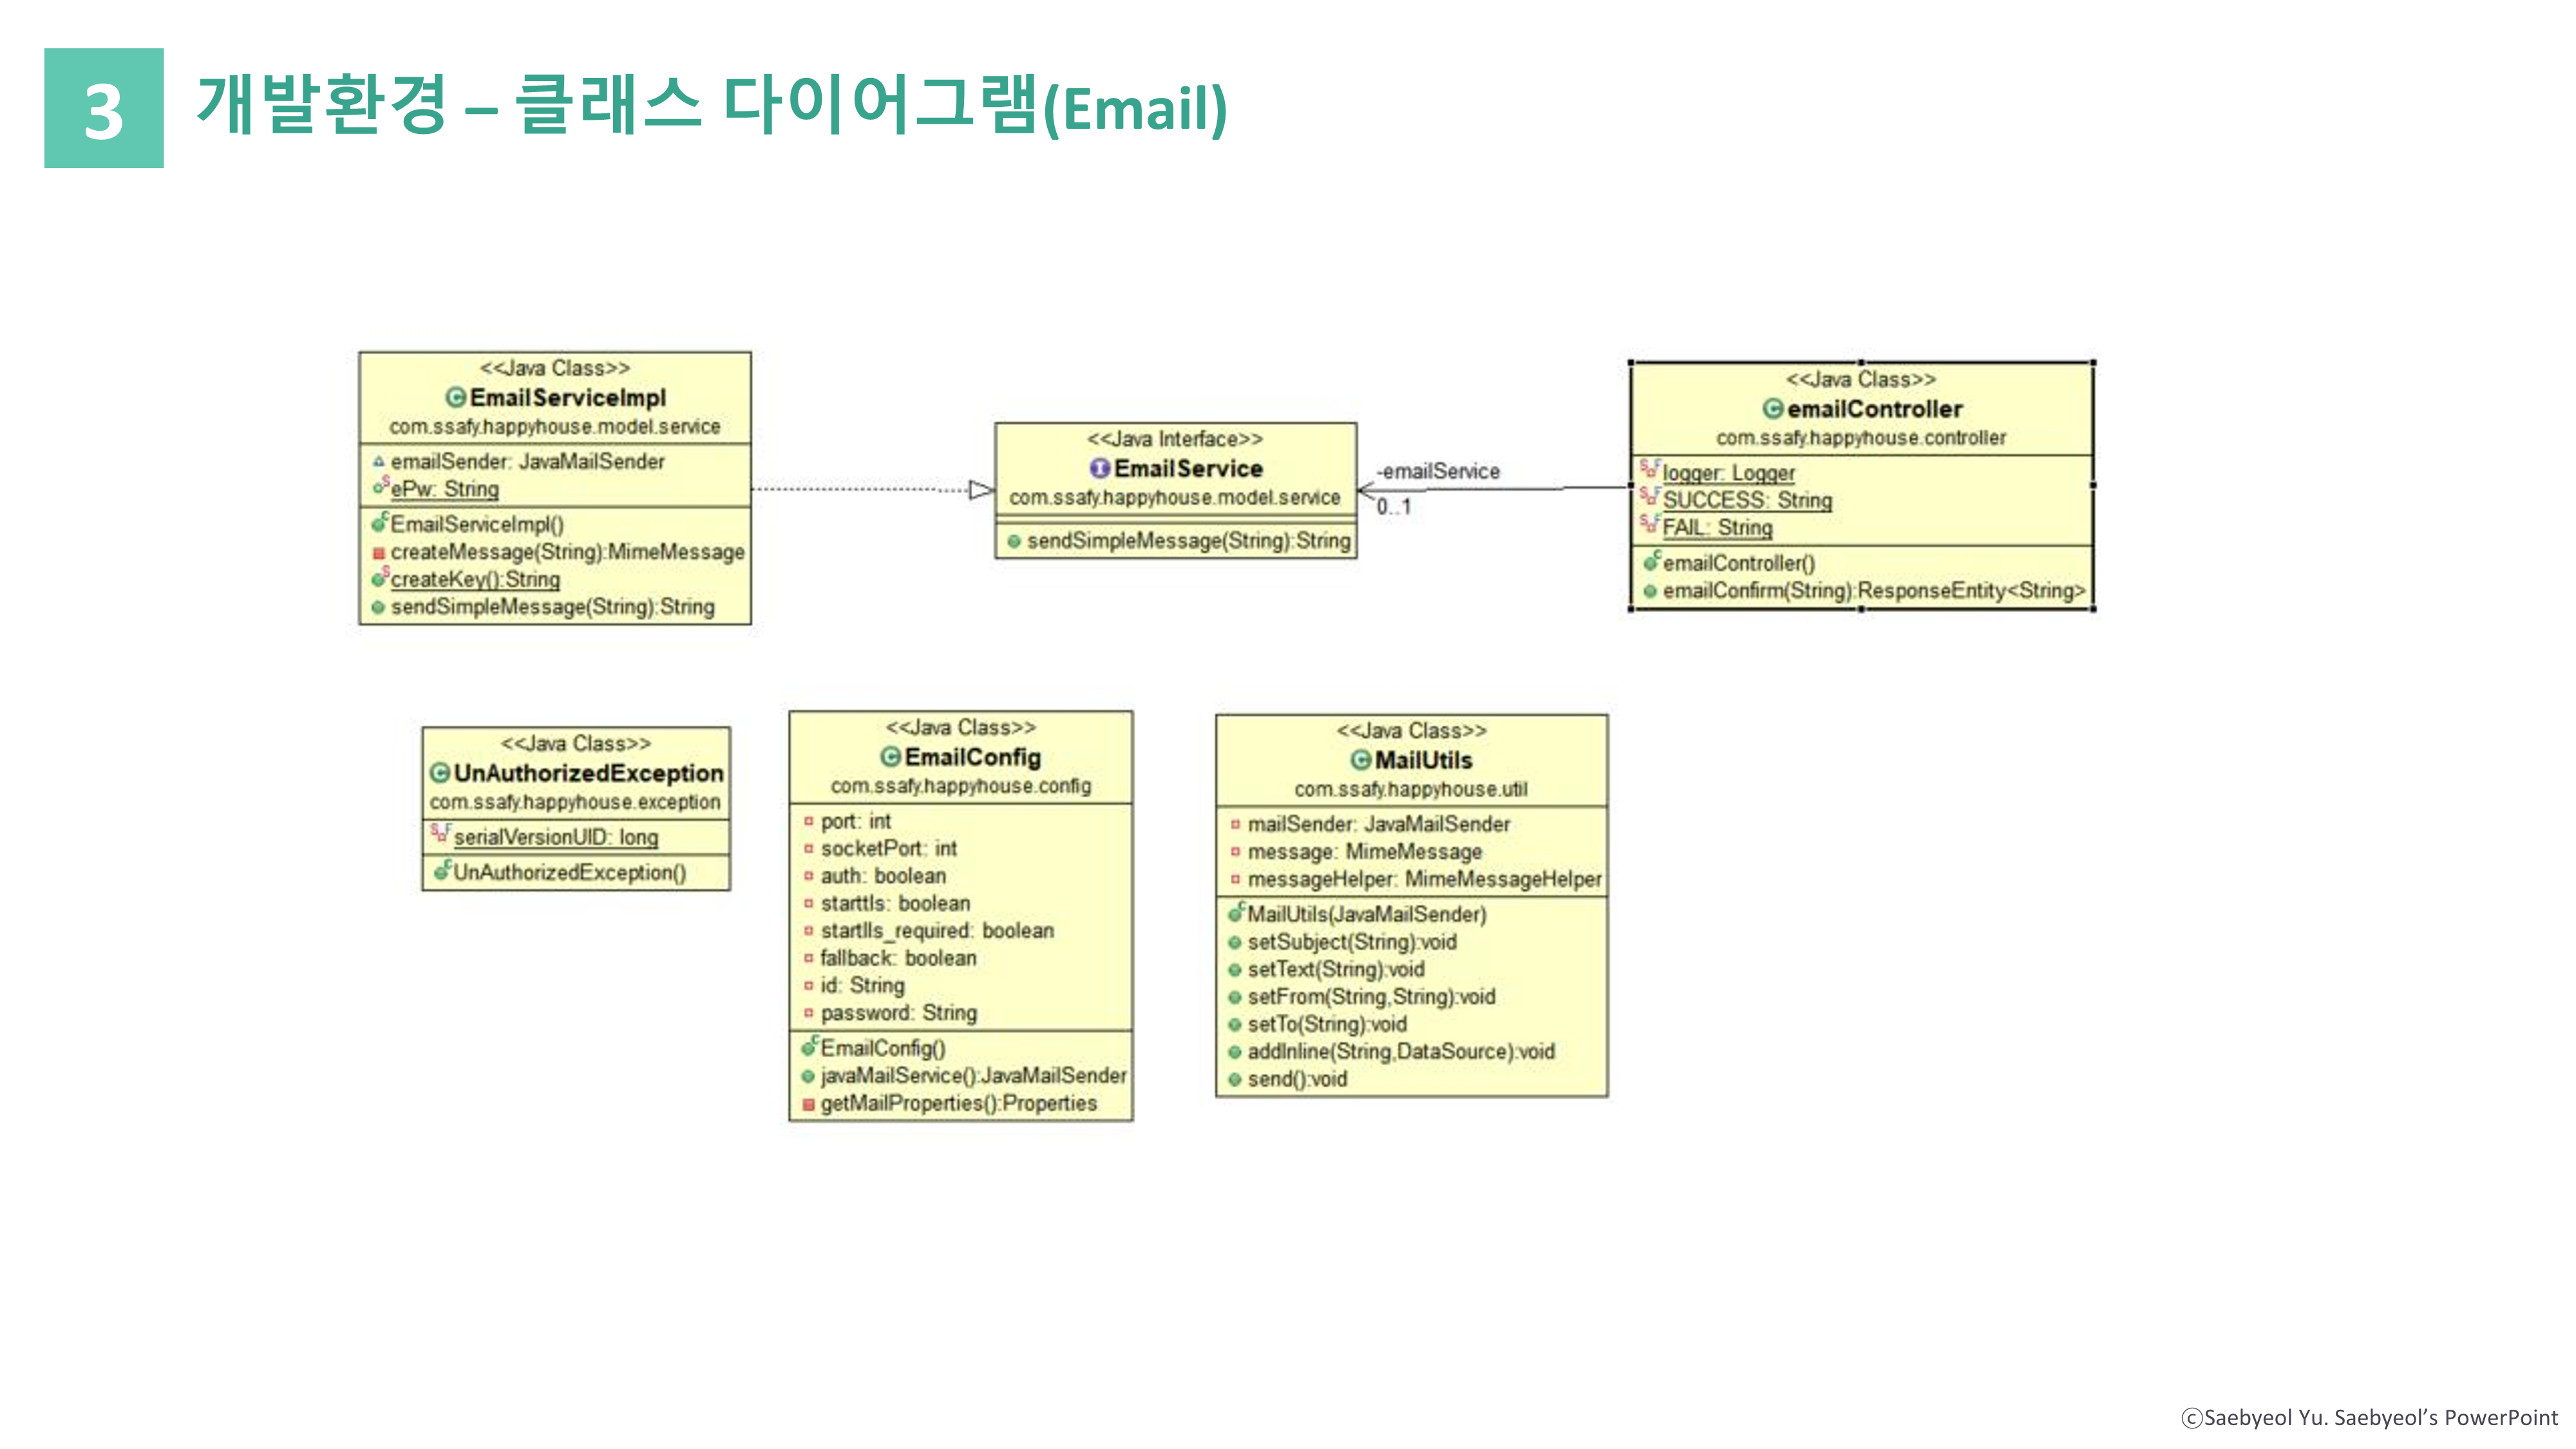 3
개발환경 – 클래스 다이어그램(Email)
<<Java Class>>
EmailServiceImpl
com.ssafy.happyhouse.model.service
emailSender: JavaMailSender
ePw: String
EmailServiceImpl()
createMessage(String):MimeMessage
createKey():String
sendSimpleMessage(String):String
<<Java Interface>>
EmailService
com.ssafy.happyhouse.model.service
sendSimpleMessage(String):String
-emailService
0..1
<<Java Class>>
emailController
com.ssafy.happyhouse.controller
logger: Logger
SUCCESS: String
FAIL: String
emailController()
emailConfirm(String):ResponseEntity<String>
<<Java Class>>
UnAuthorizedException
com.ssafy.happyhouse.exception
serialVersionUID: long
UnAuthorizedException()
<<Java Class>>
EmailConfig
com.ssafy.happyhouse.config
port: int
socketPort: int
auth: boolean
starttls: boolean
startlls_required: boolean
fallback: boolean
id: String
password: String
EmailConfig()
javaMailService():JavaMailSender
getMailProperties():Properties
<<Java Class>>
MailUtils
com.ssafy.happyhouse.util
mailSender: JavaMailSender
message: MimeMessage
messageHelper: MimeMessageHelper
MailUtils(JavaMailSender)
setSubject(String):void
setText(String):void
setFrom(String,String):void
setTo(String):void
addInline(String,DataSource):void
send():void
ⓒSaebyeol Yu. Saebyeol’s PowerPoint